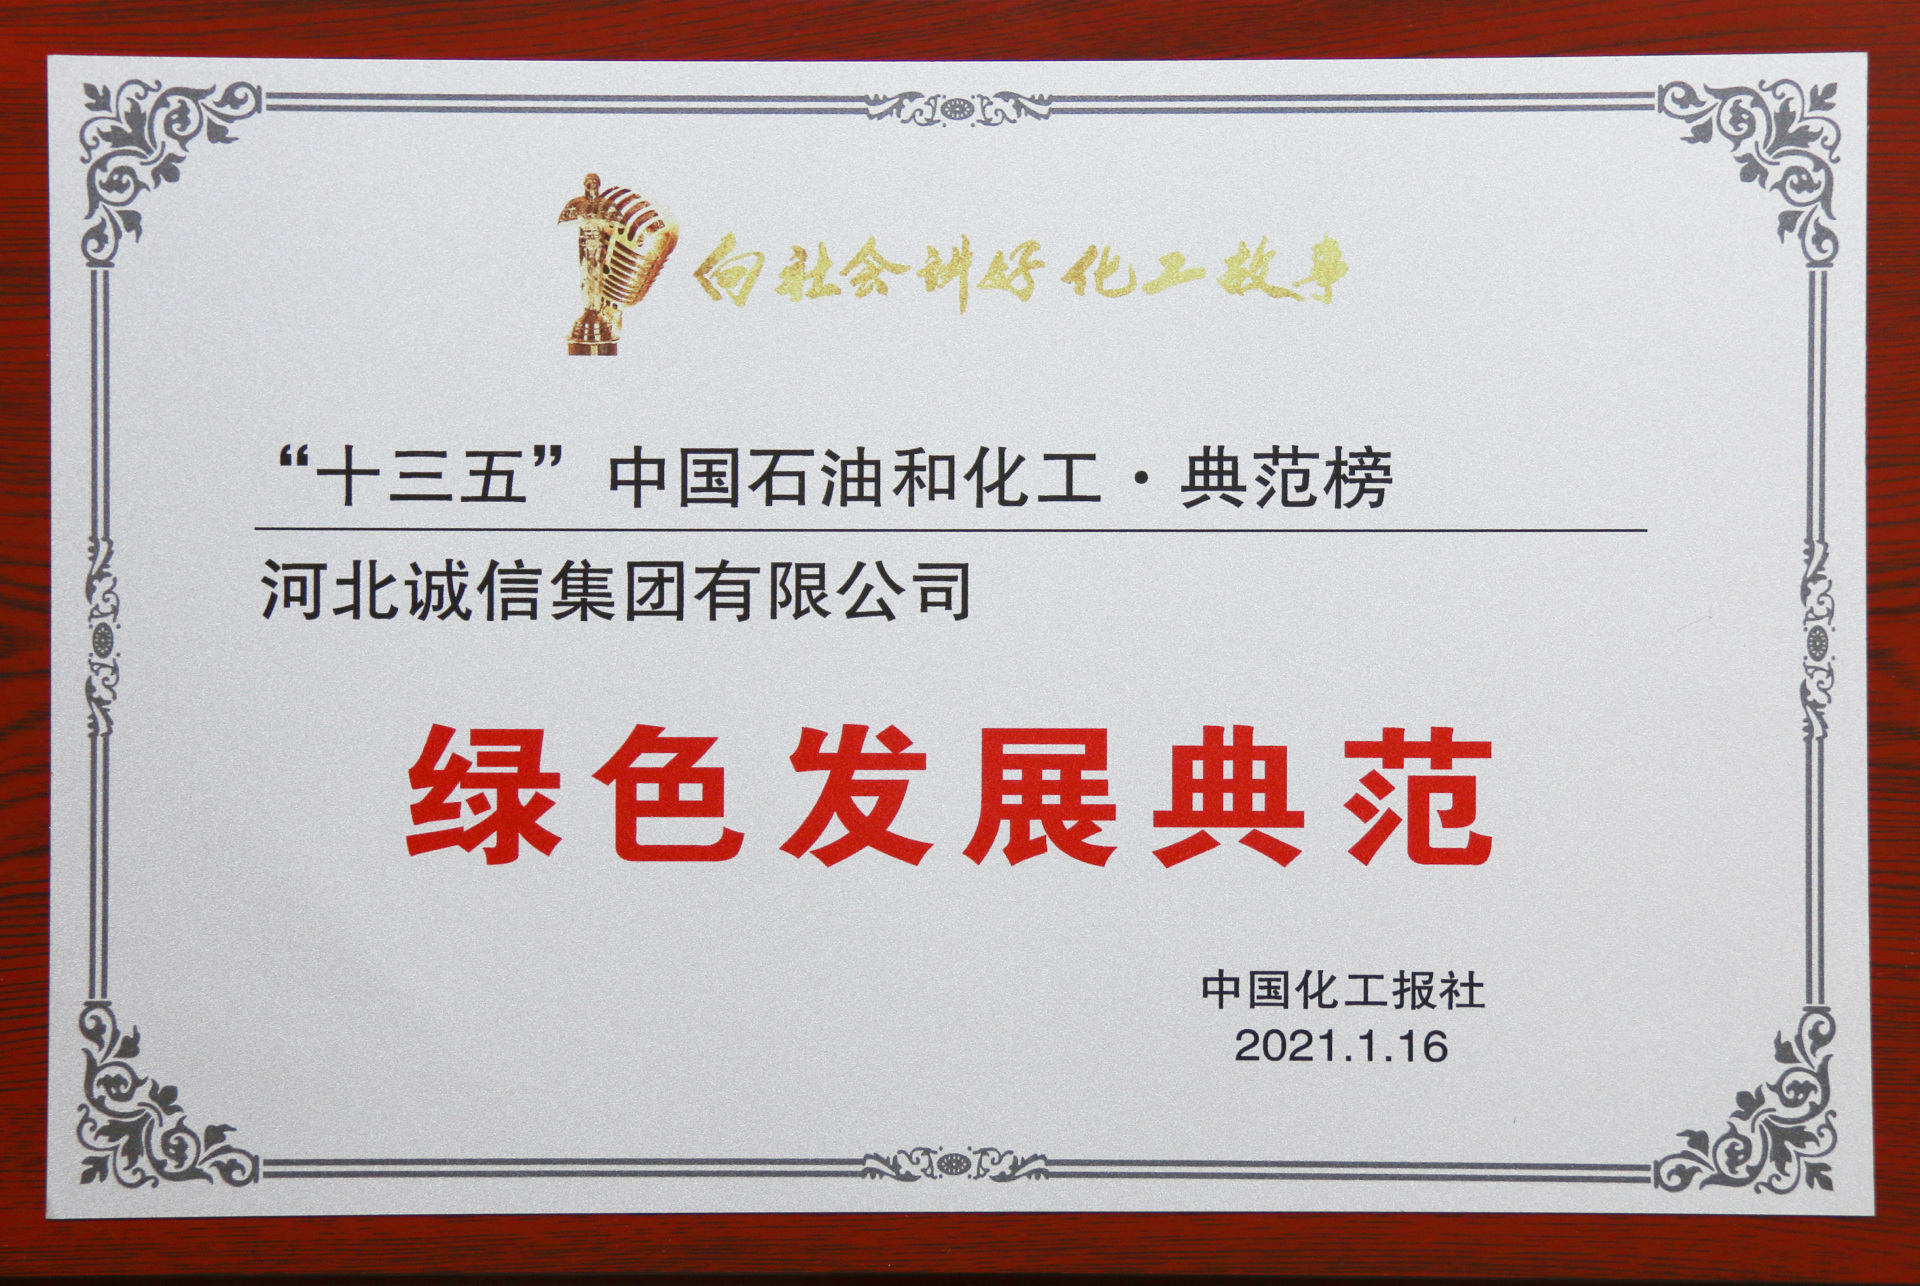 向社会讲好化工故事
“十三五”中国石油和化工·典范榜
河北诚信集团有限公司
绿色发展典范
中国化工报社
2021.1.16